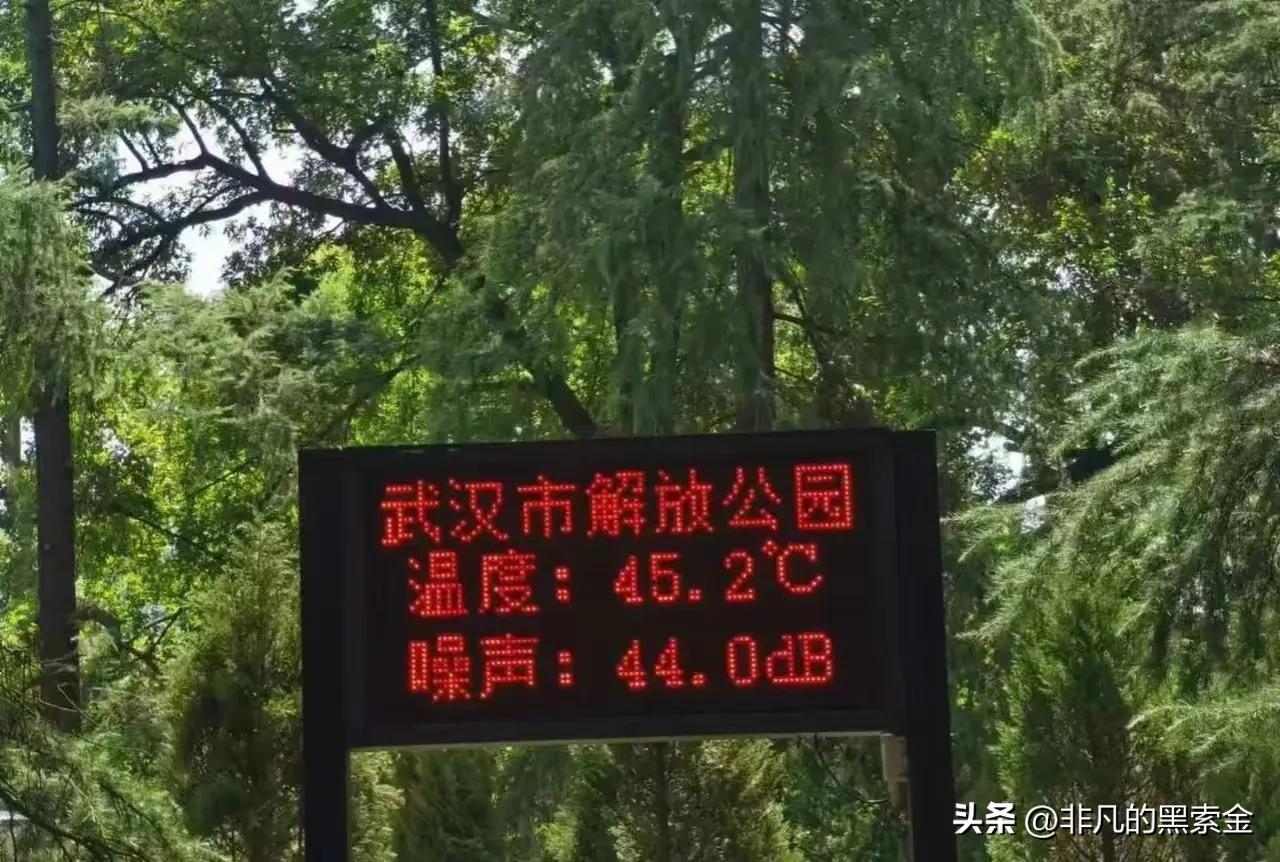 武汉市解放公园
温度：45.2℃
噪声：44.0dB
头条 @非凡的黑索金